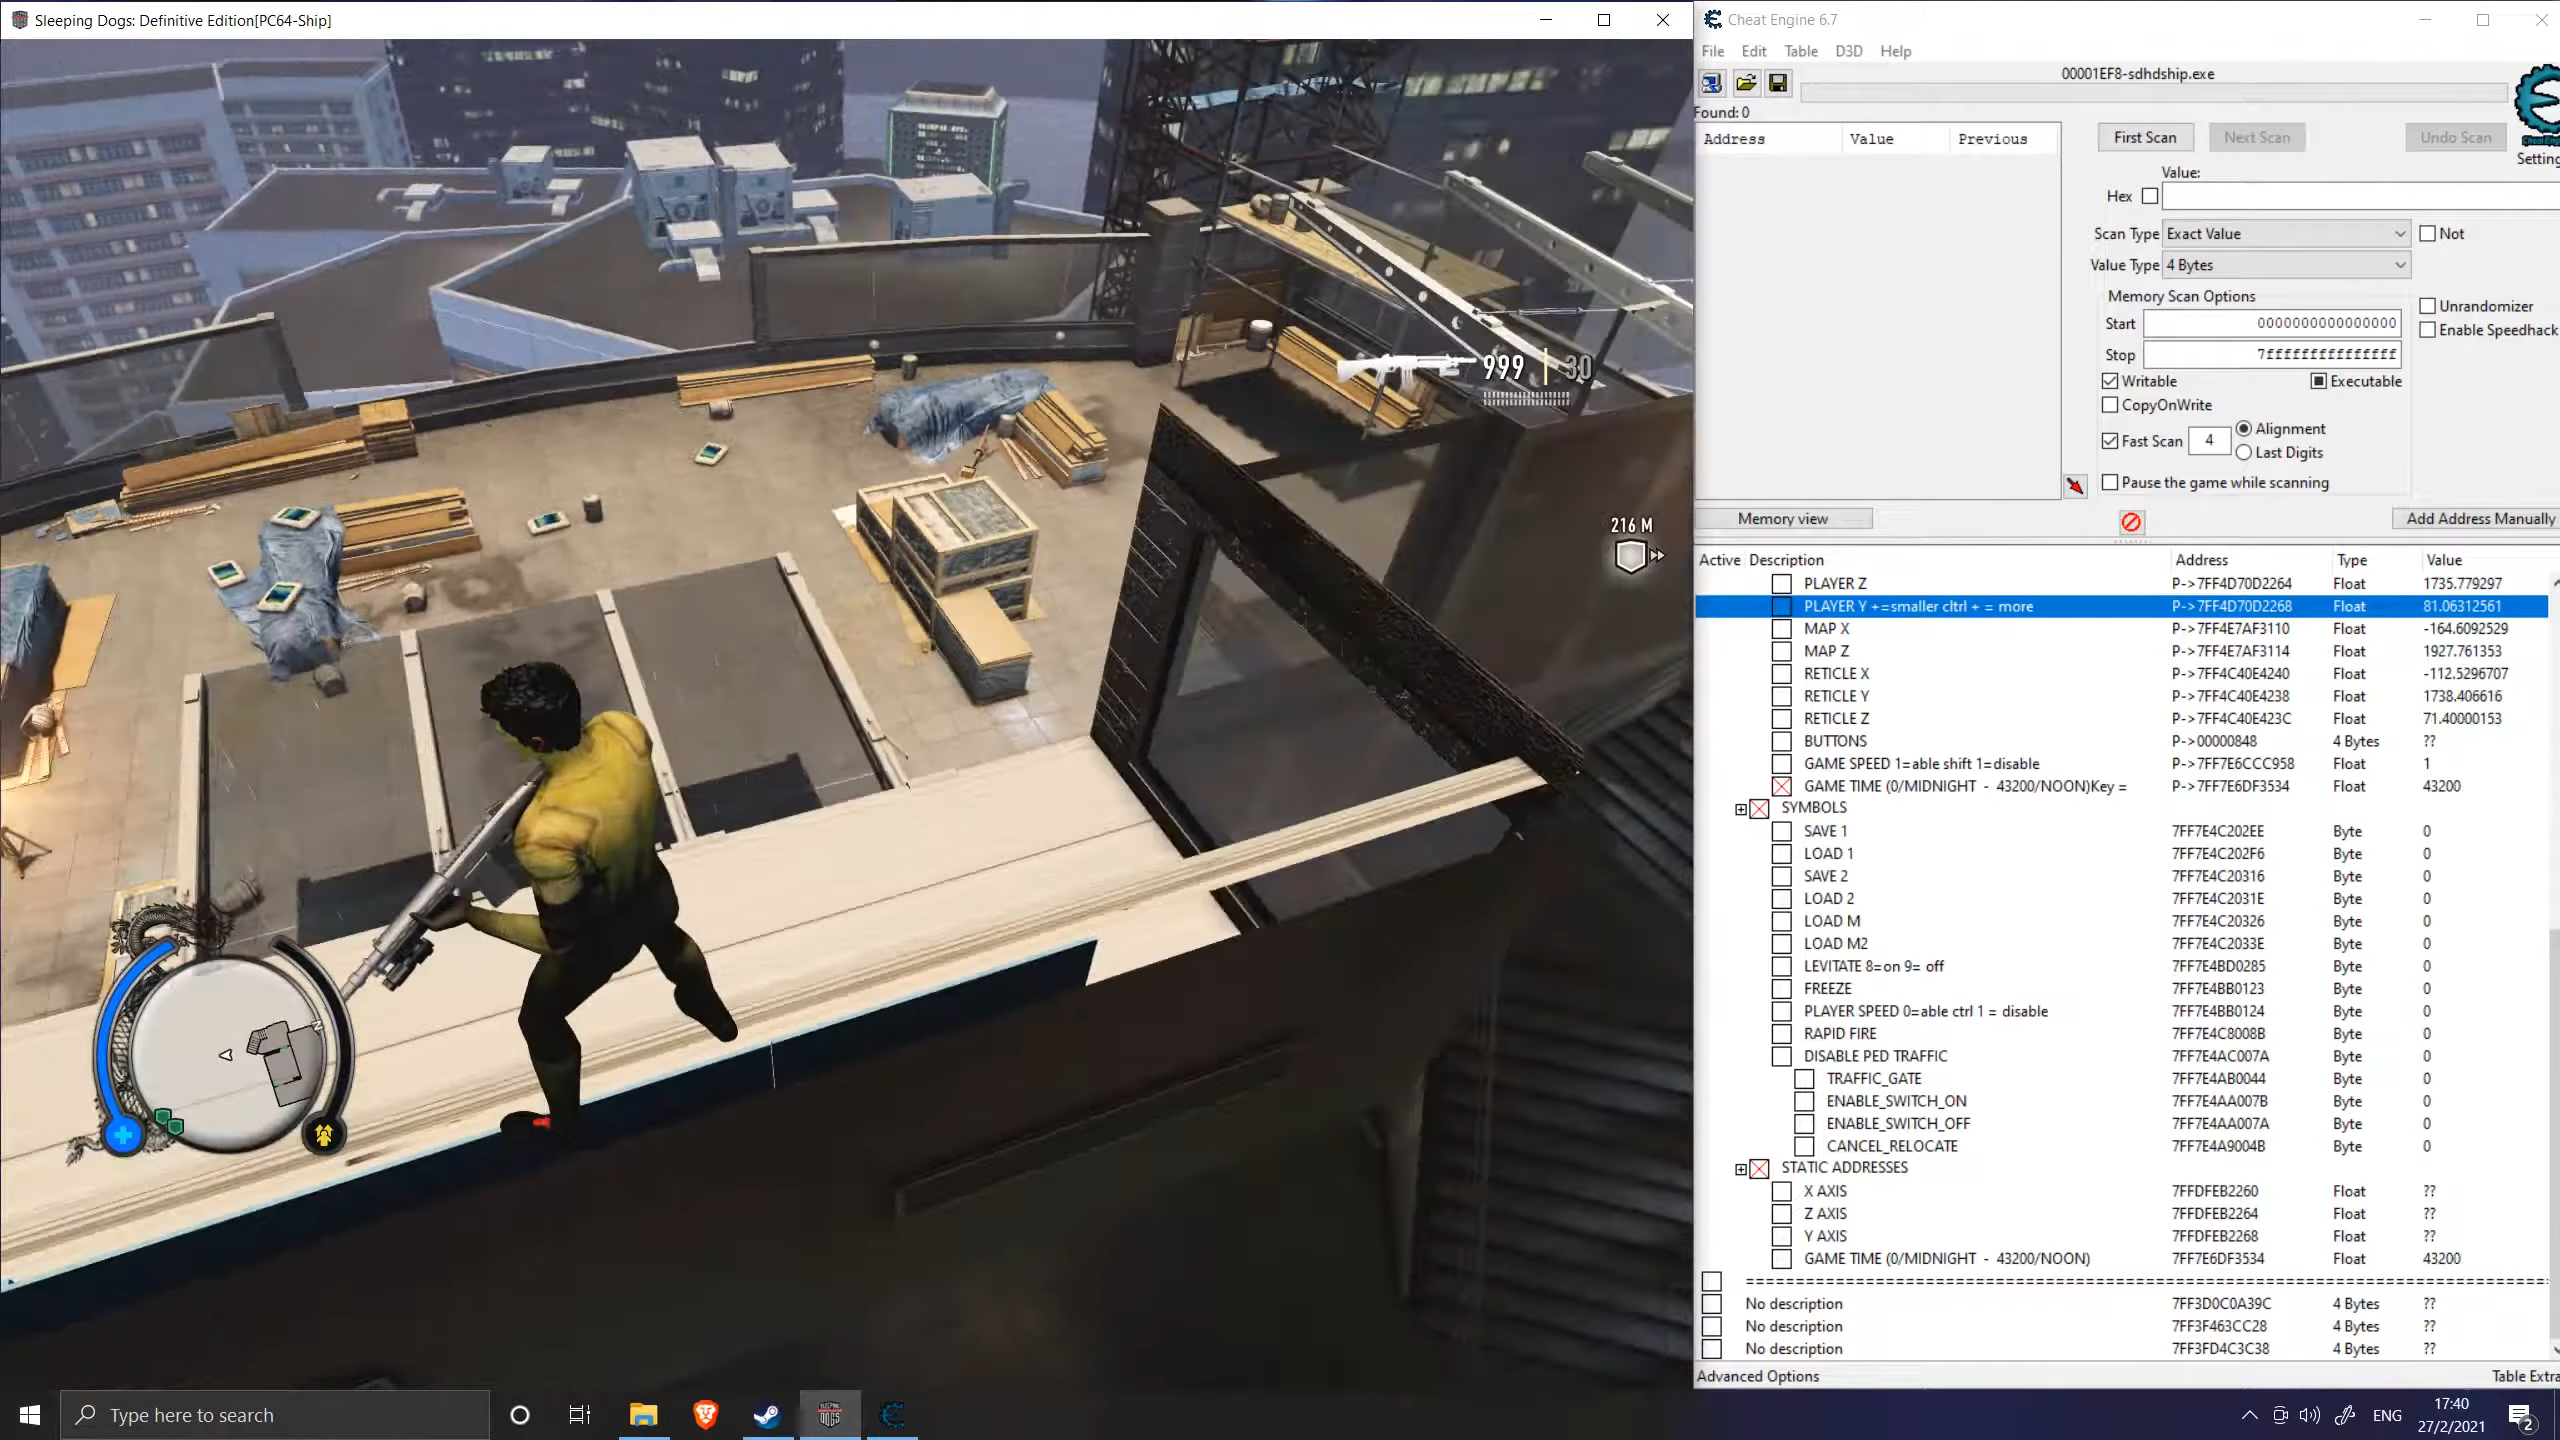 Sleeping Dogs: Definitive Edition[PC64-Ship]
999 30
216 M
N
Cheat Engine 6.7
File Edit Table D3D Help
00001EF8-sdhdship.exe
Found: 0
Address Value Previous
First Scan Next Scan Undo Scan
Setting
Value:
Hex
Scan Type Exact Value Not
Value Type 4 Bytes
Memory Scan Options
Unrandomizer
Start 0000000000000000
Enable Speedhack
Stop 7fffffffffffffff
Writable Executable
CopyOnWrite
Fast Scan 4 Alignment
Last Digits
Pause the game while scanning
Memory view Add Address Manually
Active Description Address Type Value
PLAYER Z P->7FF4D70D2264 Float 1735.779297
PLAYER Y +=smaller cltrl + = more P->7FF4D70D2268 Float 81.06312561
MAP X P->7FF4E7AF3110 Float -164.6092529
MAP Z P->7FF4E7AF3114 Float 1927.761353
RETICLE X P->7FF4C40E4240 Float -112.5296707
RETICLE Y P->7FF4C40E4238 Float 1738.406616
RETICLE Z P->7FF4C40E423C Float 71.40000153
BUTTONS P->00000848 4 Bytes ??
GAME SPEED 1=able shift 1=disable P->7FF7E6CCC958 Float 1
GAME TIME (0/MIDNIGHT - 43200/NOON)Key = P->7FF7E6DF3534 Float 43200
SYMBOLS
SAVE 1 7FF7E4C202EE Byte 0
LOAD 1 7FF7E4C202F6 Byte 0
SAVE 2 7FF7E4C20316 Byte 0
LOAD 2 7FF7E4C2031E Byte 0
LOAD M 7FF7E4C20326 Byte 0
LOAD M2 7FF7E4C2033E Byte 0
LEVITATE 8=on 9= off 7FF7E4BD0285 Byte 0
FREEZE 7FF7E4BB0123 Byte 0
PLAYER SPEED 0=able ctrl 1 = disable 7FF7E4BB0124 Byte 0
RAPID FIRE 7FF7E4C8008B Byte 0
DISABLE PED TRAFFIC 7FF7E4AC007A Byte 0
TRAFFIC_GATE 7FF7E4AB0044 Byte 0
ENABLE_SWITCH_ON 7FF7E4AA007B Byte 0
ENABLE_SWITCH_OFF 7FF7E4AA007A Byte 0
CANCEL_RELOCATE 7FF7E4A9004B Byte 0
STATIC ADDRESSES
X AXIS 7FFDFEB2260 Float ??
Z AXIS 7FFDFEB2264 Float ??
Y AXIS 7FFDFEB2268 Float ??
GAME TIME (0/MIDNIGHT - 43200/NOON) 7FF7E6DF3534 Float 43200
No description 7FF3D0C0A39C 4 Bytes ??
No description 7FF3F463CC28 4 Bytes ??
No description 7FF3FD4C3C38 4 Bytes ??
Advanced Options Table Extra
Type here to search
SLEEPING DOGS
ENG
17:40
27/2/2021
2